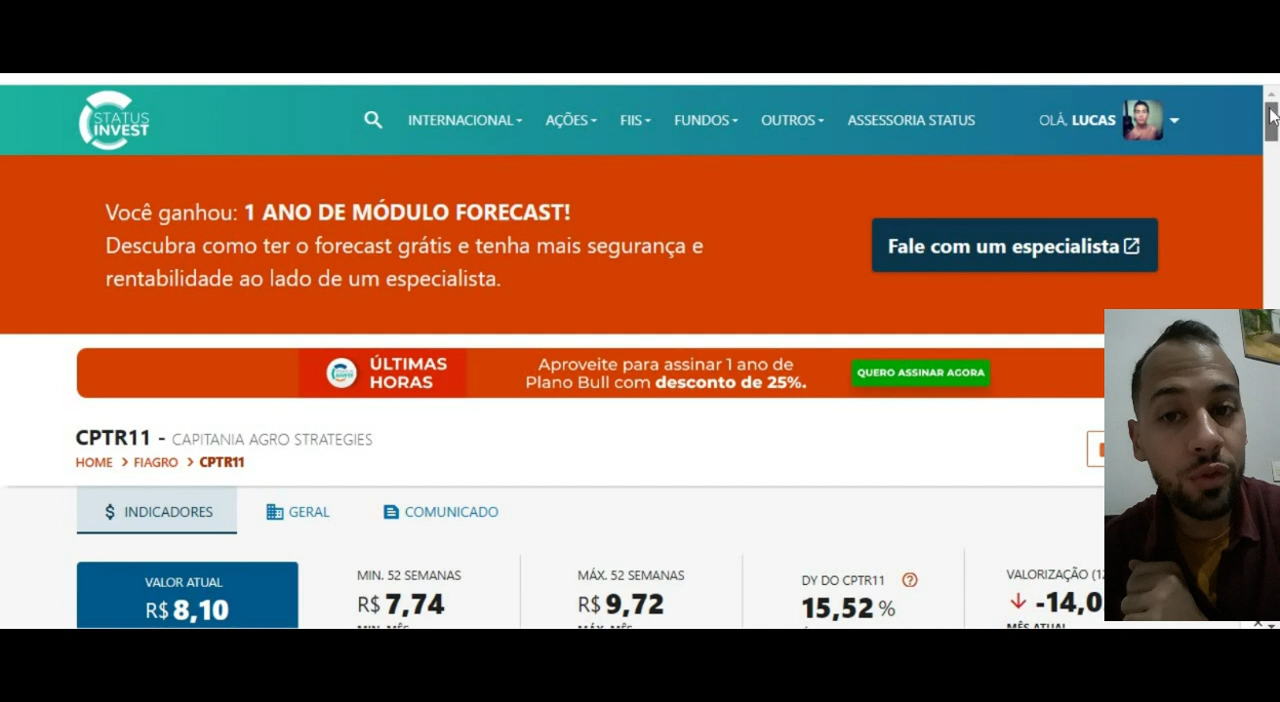 STATUS
INVEST
INTERNACIONAL
AÇÕES
FIIS
FUNDOS
OUTROS
ASSESSORIA STATUS
OLÁ, LUCAS
Você ganhou: 1 ANO DE MÓDULO FORECAST!
Descubra como ter o forecast grátis e tenha mais segurança e
rentabilidade ao lado de um especialista.
Fale com um especialista
ÚLTIMAS
HORAS
Aproveite para assinar 1 ano de
Plano Bull com desconto de 25%.
QUERO ASSINAR AGORA
CPTR11 - CAPITANIA AGRO STRATEGIES
HOME > FIAGRO > CPTR11
$ INDICADORES
GERAL
COMUNICADO
VALOR ATUAL
R$ 8,10
MIN. 52 SEMANAS
R$ 7,74
MÁX. 52 SEMANAS
R$ 9,72
DY DO CPTR11
15,52 %
VALORIZAÇÃO (1
-14,0